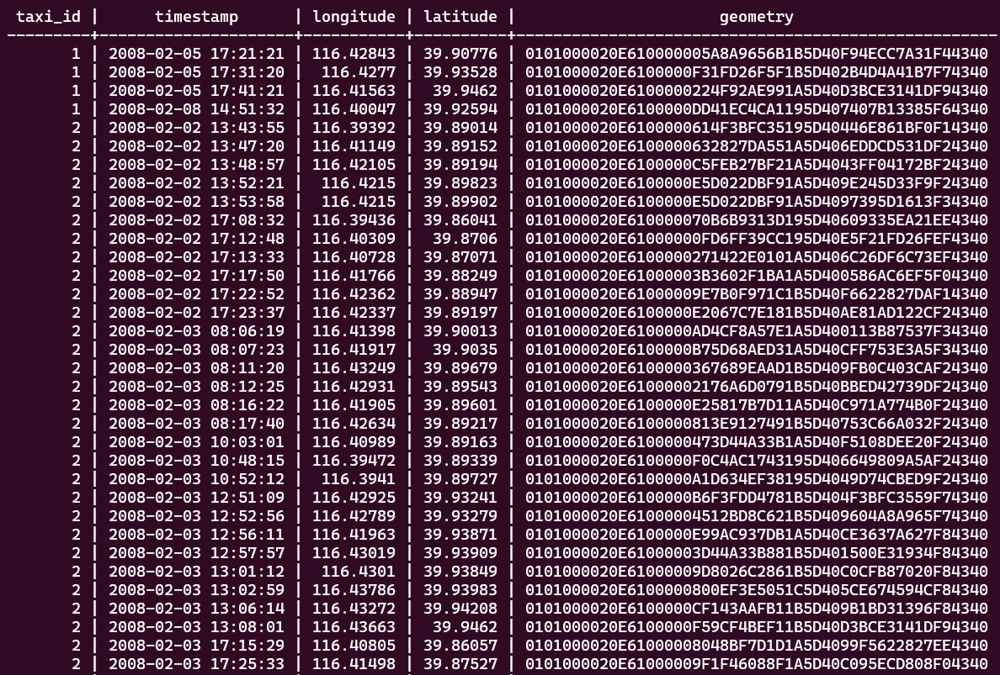 taxi_id | timestamp | longitude | latitude | geometry
---------+---------------------+-----------+----------+----------------------------------------------------
1 | 2008-02-05 17:21:21 | 116.42843 | 39.90776 | 0101000020E610000005A8A9656B1B5D40F94ECC7A31F44340
1 | 2008-02-05 17:31:20 | 116.4277 | 39.93528 | 0101000020E6100000F31FD26F5F1B5D402B4D4A41B7F74340
1 | 2008-02-05 17:41:21 | 116.41563 | 39.9462 | 0101000020E6100000224F92AE991A5D40D3BCE3141DF94340
1 | 2008-02-08 14:51:32 | 116.40047 | 39.92594 | 0101000020E6100000DD41EC4CA1195D407407B13385F64340
2 | 2008-02-02 13:43:55 | 116.39392 | 39.89014 | 0101000020E6100000614F3BFC35195D40446E861BF0F14340
2 | 2008-02-02 13:47:20 | 116.41149 | 39.89152 | 0101000020E6100000632827DA551A5D406EDDCD531DF24340
2 | 2008-02-02 13:48:57 | 116.42105 | 39.89194 | 0101000020E6100000C5FEB27BF21A5D4043FF04172BF24340
2 | 2008-02-02 13:52:21 | 116.4215 | 39.89823 | 0101000020E6100000E5D022DBF91A5D409E245D33F9F24340
2 | 2008-02-02 13:53:58 | 116.4215 | 39.89902 | 0101000020E6100000E5D022DBF91A5D4097395D1613F34340
2 | 2008-02-02 17:08:32 | 116.39436 | 39.86041 | 0101000020E610000070B6B9313D195D40609335EA21EE4340
2 | 2008-02-02 17:12:48 | 116.40309 | 39.8706 | 0101000020E6100000FD6FF39CC195D40E5F21FD26FEF4340
2 | 2008-02-02 17:13:33 | 116.40728 | 39.87071 | 0101000020E6100000271422E0101A5D406C26DF6C73EF4340
2 | 2008-02-02 17:17:50 | 116.41766 | 39.88249 | 0101000020E61000003B3602F1BA1A5D400586AC6EF5F04340
2 | 2008-02-02 17:22:52 | 116.42362 | 39.88947 | 0101000020E61000009E7B0F971C1B5D40F6622827DAF14340
2 | 2008-02-02 17:23:37 | 116.42337 | 39.89197 | 0101000020E6100000E2067C7E181B5D40AE81AD122CF24340
2 | 2008-02-03 08:06:19 | 116.41398 | 39.90013 | 0101000020E6100000AD4CF8A57E1A5D400113B87537F34340
2 | 2008-02-03 08:07:23 | 116.41917 | 39.9035 | 0101000020E6100000B75D68AED31A5D40CFF753E3A5F34340
2 | 2008-02-03 08:11:20 | 116.43249 | 39.89679 | 0101000020E6100000367689EAAD1B5D409FB0C403CAF24340
2 | 2008-02-03 08:12:25 | 116.42931 | 39.89543 | 0101000020E61000002176A6D0791B5D40BBED42739DF24340
2 | 2008-02-03 08:16:22 | 116.41905 | 39.89601 | 0101000020E6100000E25817B7D11A5D40C971A774B0F24340
2 | 2008-02-03 08:17:40 | 116.42634 | 39.89217 | 0101000020E6100000813E9127491B5D40753C66A032F24340
2 | 2008-02-03 10:03:01 | 116.40989 | 39.89163 | 0101000020E6100000473D44A33B1A5D40F5108DEE20F24340
2 | 2008-02-03 10:48:15 | 116.39472 | 39.89339 | 0101000020E6100000F0C4AC1743195D406649809A5AF24340
2 | 2008-02-03 10:52:12 | 116.3941 | 39.89727 | 0101000020E6100000A1D634EF38195D4049D74CBED9F24340
2 | 2008-02-03 12:51:09 | 116.42925 | 39.93241 | 0101000020E6100000B6F3FDD4781B5D404F3BFC3559F74340
2 | 2008-02-03 12:52:56 | 116.42789 | 39.93279 | 0101000020E61000004512BD8C621B5D409604A8A965F74340
2 | 2008-02-03 12:56:11 | 116.41963 | 39.93871 | 0101000020E6100000E99AC937DB1A5D40CE3637A627F84340
2 | 2008-02-03 12:57:57 | 116.43019 | 39.93909 | 0101000020E61000003D44A33B881B5D401500E31934F84340
2 | 2008-02-03 13:01:12 | 116.4301 | 39.93849 | 0101000020E61000009D8026C2861B5D40C0CFB87020F84340
2 | 2008-02-03 13:02:59 | 116.43786 | 39.93983 | 0101000020E6100000800EF3E5051C5D405CE674594CF84340
2 | 2008-02-03 13:06:14 | 116.43272 | 39.94208 | 0101000020E6100000CF143AAFB11B5D409B1BD31396F84340
2 | 2008-02-03 13:08:01 | 116.43663 | 39.9462 | 0101000020E6100000F59CF4BEF11B5D40D3BCE3141DF94340
2 | 2008-02-03 17:15:29 | 116.40805 | 39.86057 | 0101000020E61000008048BF7D1D1A5D4099F5622827EE4340
2 | 2008-02-03 17:25:33 | 116.41498 | 39.87527 | 0101000020E61000009F1F46088F1A5D40C095ECD808F04340